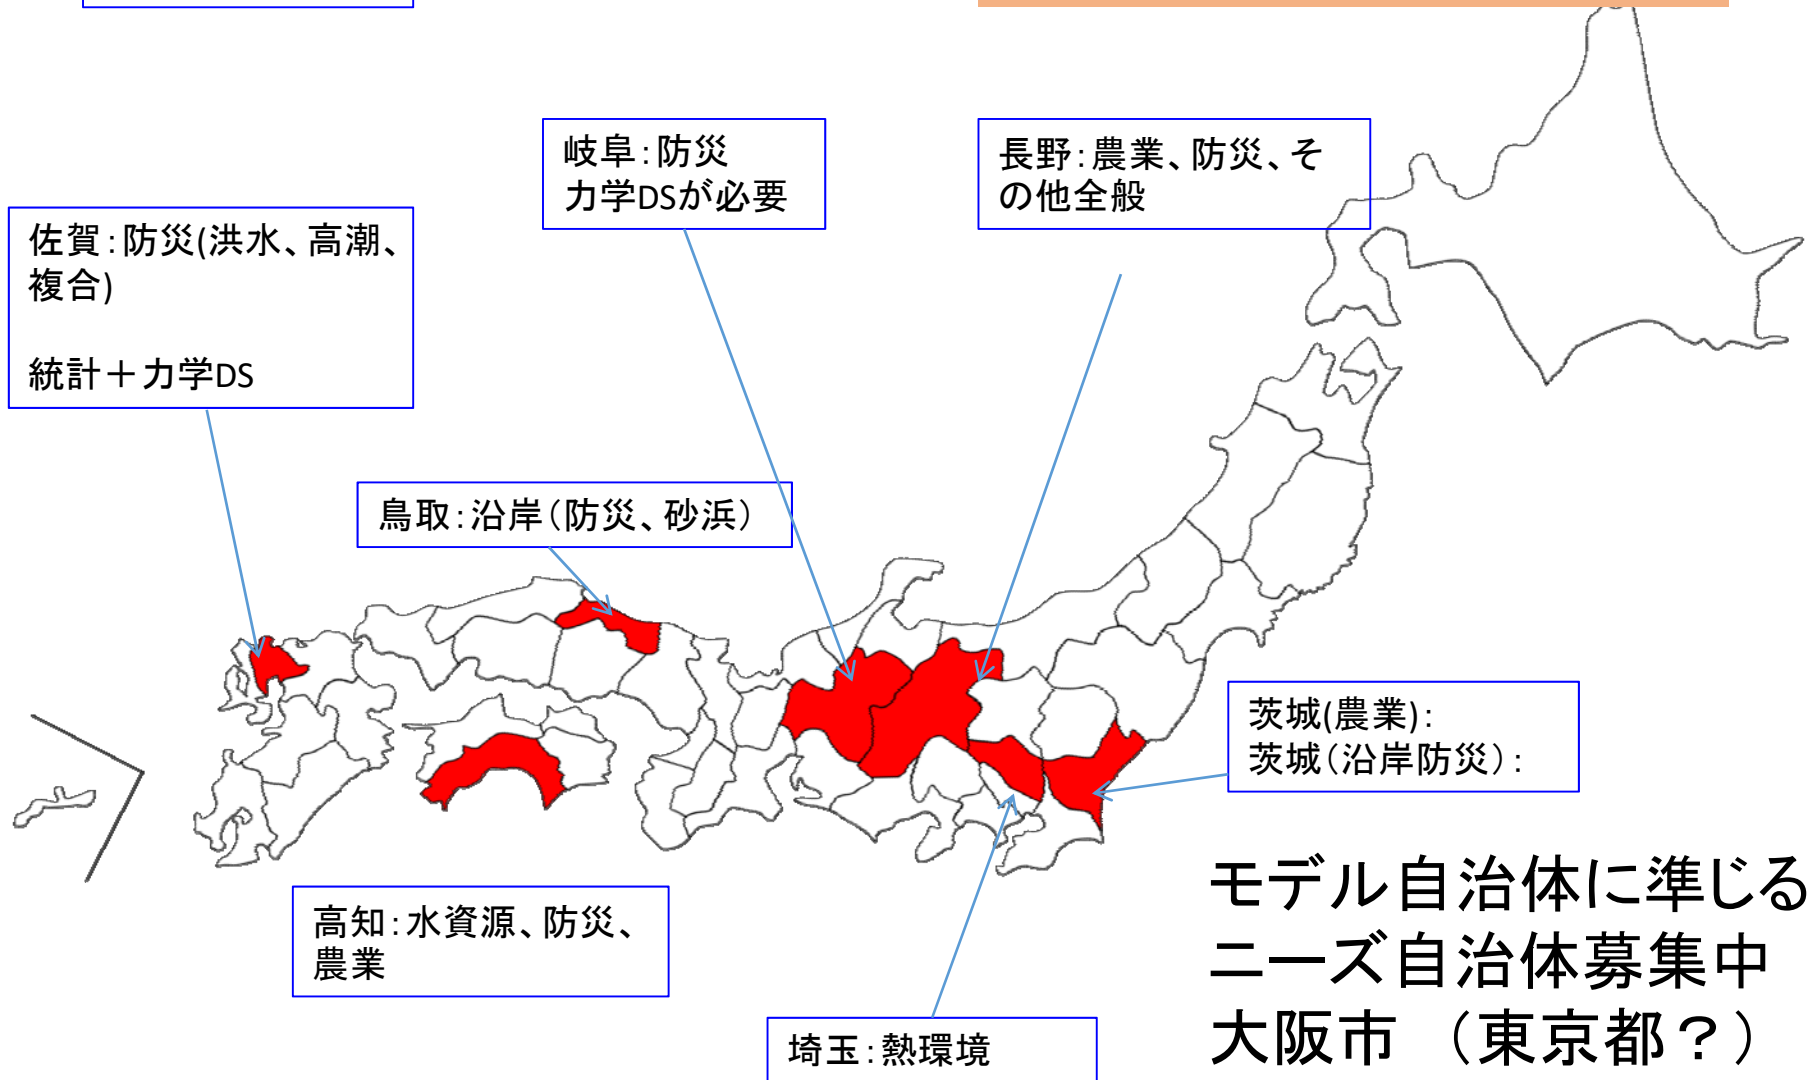 岐阜：防災
力学DSが必要
長野：農業、防災、そ
の他全般
佐賀：防災(洪水、高潮、
複合)
統計＋力学DS
鳥取：沿岸（防災、砂浜）
茨城(農業)：
茨城（沿岸防災）：
高知：水資源、防災、
農業
埼玉：熱環境
モデル自治体に準じる
ニーズ自治体募集中
大阪市　（東京都？）